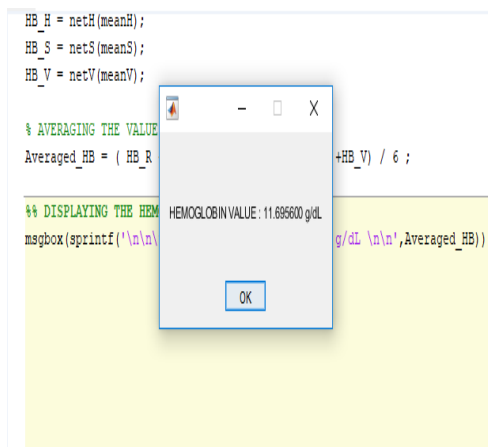 HB_H = netH(meanH);
HB_S = netS(meanS);
HB_V = netV(meanV);
% AVERAGING THE VALUE
Averaged_HB = ( HB_R +HB_V) / 6 ;
%% DISPLAYING THE HEM
msgbox(sprintf('\n\n\ g/dL \n\n',Averaged_HB))
HEMOGLOBIN VALUE : 11.695600 g/dL
OK